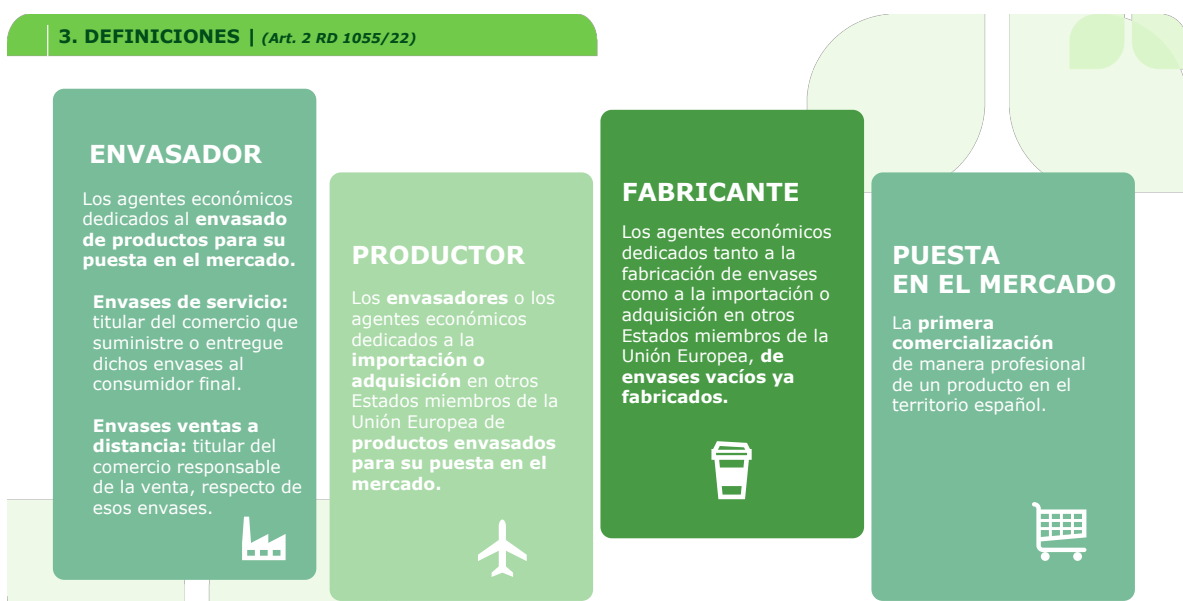 3. DEFINICIONES | (Art. 2 RD 1055/22)
ENVASADOR
Los agentes económicos
dedicados al envasado
de productos para su
puesta en el mercado.
Envases de servicio:
titular del comercio que
suministre o entregue
dichos envases al
consumidor final.
Envases ventas a
distancia: titular del
comercio responsable
de la venta, respecto de
esos envases.
PRODUCTOR
Los envasadores o los
agentes económicos
dedicados a la
importación o
adquisición en otros
Estados miembros de la
Unión Europea de
productos envasados
para su puesta en el
mercado.
FABRICANTE
Los agentes económicos
dedicados tanto a la
fabricación de envases
como a la importación o
adquisición en otros
Estados miembros de la
Unión Europea, de
envases vacíos ya
fabricados.
PUESTA
EN EL MERCADO
La primera
comercialización
de manera profesional
de un producto en el
territorio español.